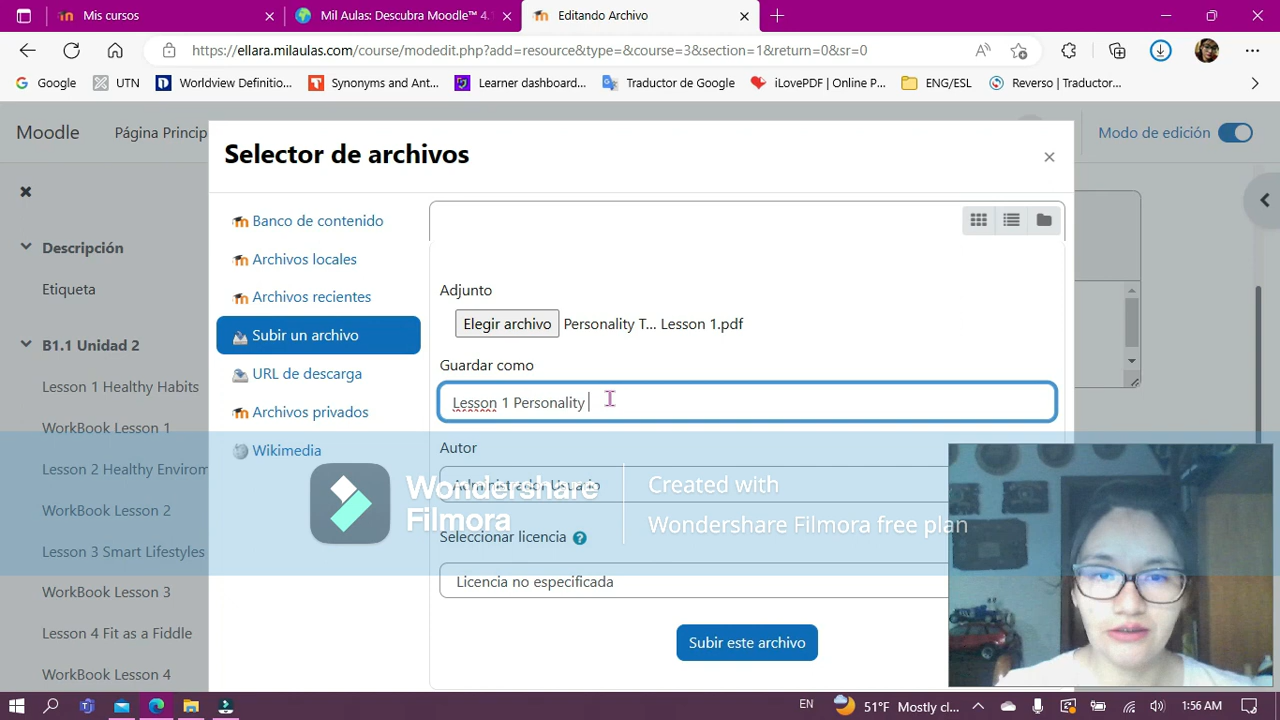 Mis cursos
Mil Aulas: Descubra Moodle™ 4.
Editando Archivo
https://ellara.milaulas.com/course/modedit.php?add=resource&type=&course=3&section=1&return=0&sr=0
Google
UTN
Worldview Definitio...
Synonyms and Ant...
Learner dashboard...
Traductor de Google
iLovePDF | Online P...
ENG/ESL
Reverso | Traductor...
Moodle
Página Princip
Modo de edición
Selector de archivos
Descripción
Etiqueta
B1.1 Unidad 2
Lesson 1 Healthy Habits
WorkBook Lesson 1
Lesson 2 Healthy Envirom
WorkBook Lesson 2
Lesson 3 Smart Lifestyles
WorkBook Lesson 3
Lesson 4 Fit as a Fiddle
WorkBook Lesson 4
Banco de contenido
Archivos locales
Archivos recientes
Subir un archivo
URL de descarga
Archivos privados
Wikimedia
Adjunto
Elegir archivo Personality T... Lesson 1.pdf
Guardar como
Lesson 1 Personality
Autor
Administrador Usuario
Seleccionar licencia
Licencia no especificada
Subir este archivo
Wondershare
Filmora
Created with
Wondershare Filmora free plan
EN
51°F Mostly cl...
1:56 AM